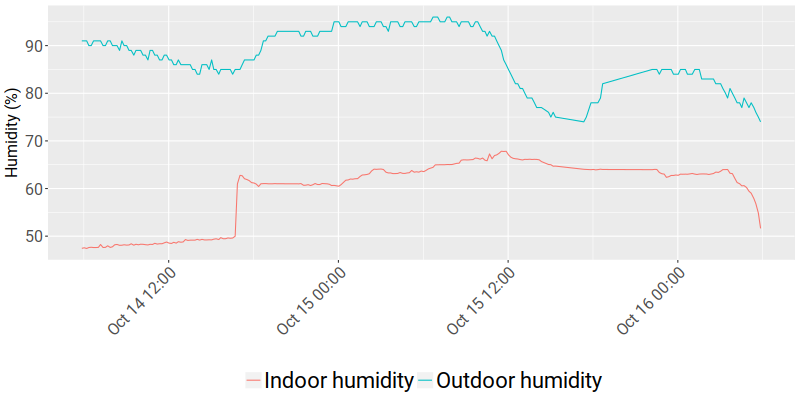 Humidity (%)
90
80
70
60
50
Oct 14 12:00
Oct 15 00:00
Oct 15 12:00
Oct 16 00:00
Indoor humidity Outdoor humidity